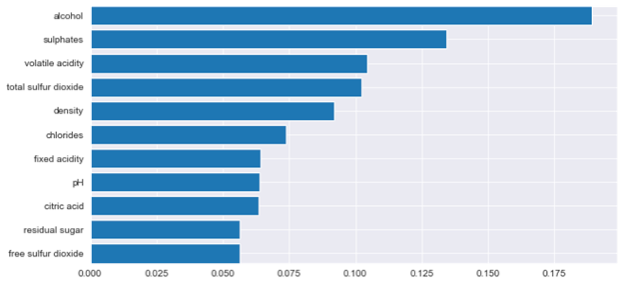 alcohol
sulphates
volatile acidity
total sulfur dioxide
density
chlorides
fixed acidity
pH
citric acid
residual sugar
free sulfur dioxide
0.000 0.025 0.050 0.075 0.100 0.125 0.150 0.175